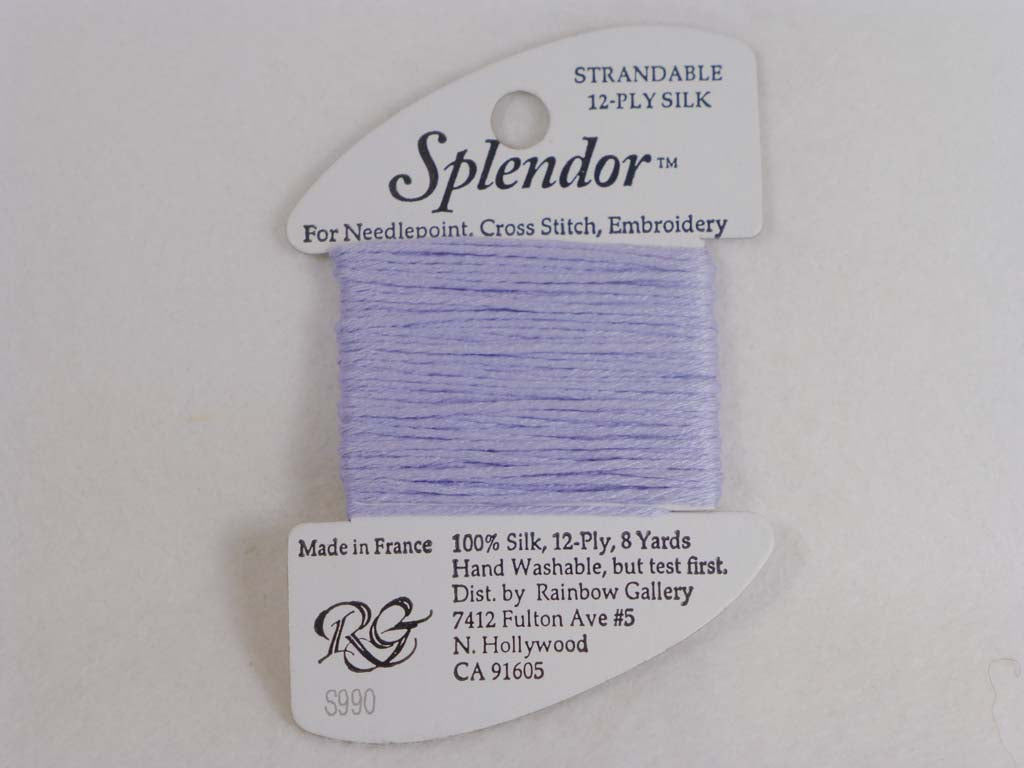 STRANDABLE
12-PLY SILK
Splendor™
For Needlepoint. Cross Stitch, Embroidery
Made in France
100% Silk, 12-Ply, 8 Yards
Hand Washable, but test first.
Dist. by Rainbow Gallery
7412 Fulton Ave #5
N. Hollywood
CA 91605
RG
S990